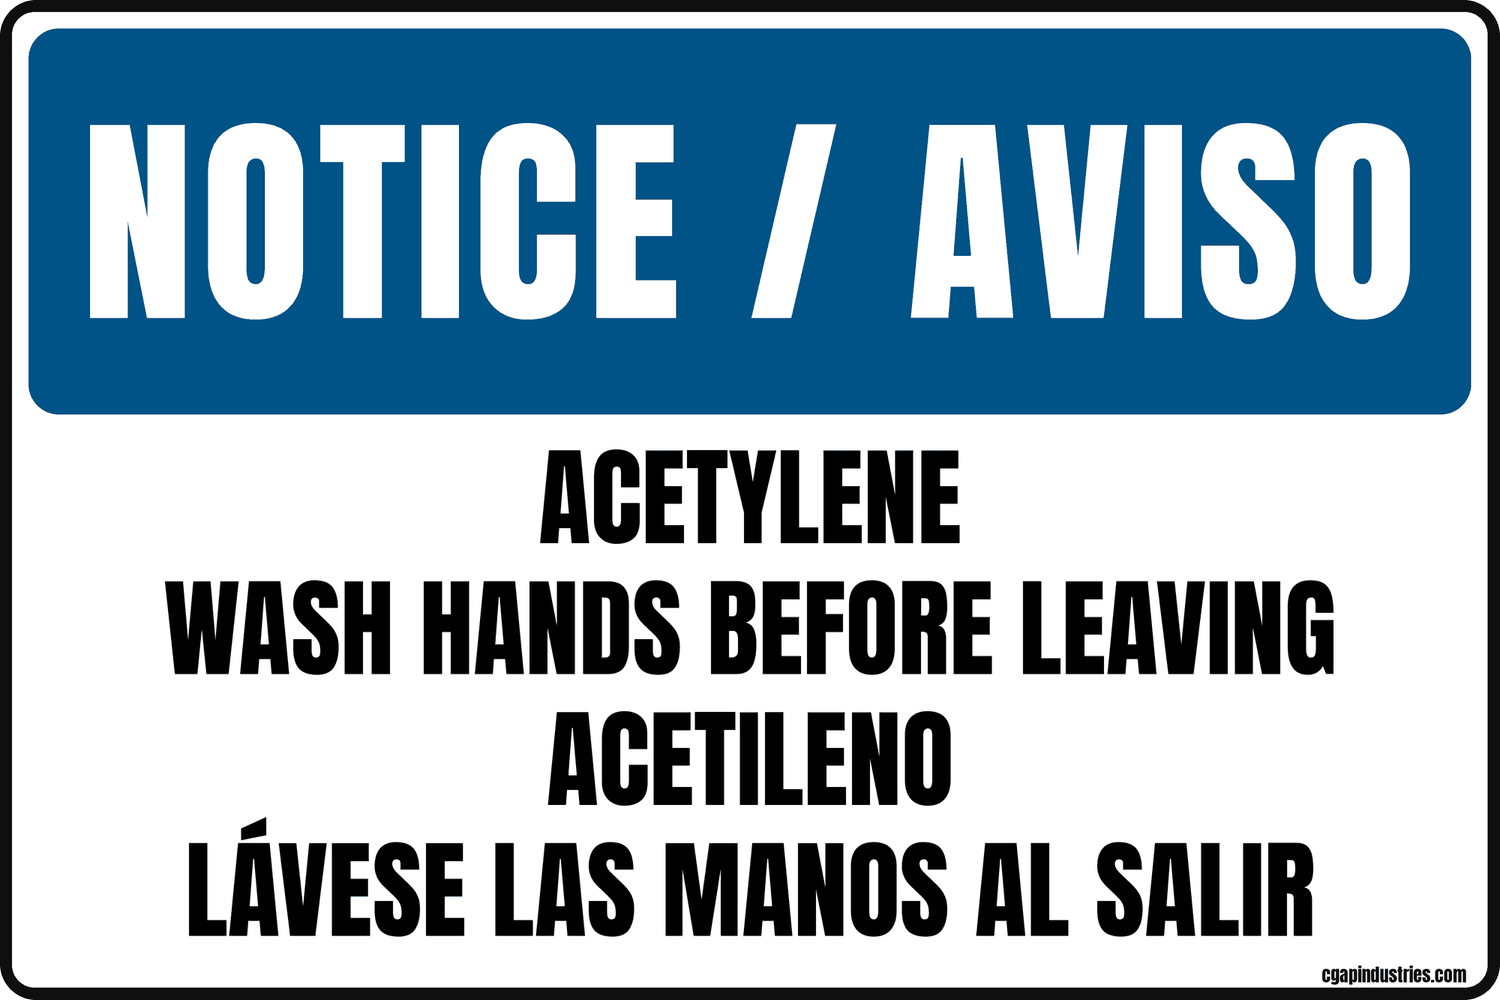 NOTICE / AVISO
ACETYLENE
WASH HANDS BEFORE LEAVING
ACETILENO
LÁVESE LAS MANOS AL SALIR
cgapindustries.com